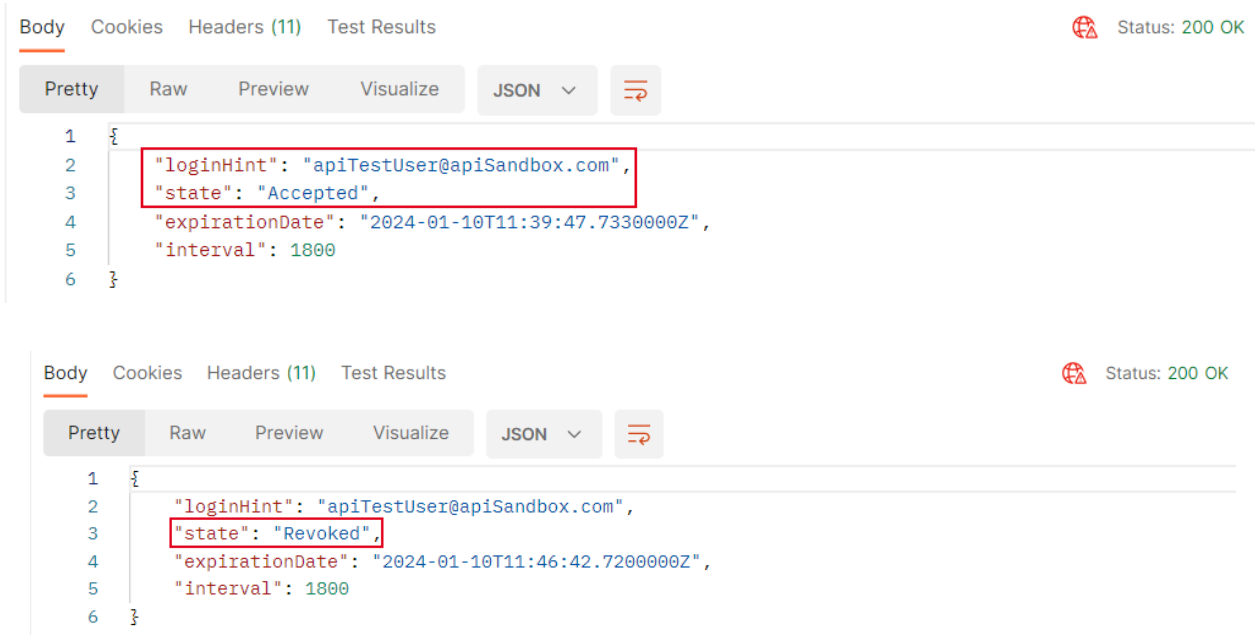 Body Cookies Headers (11) Test Results Status: 200 OK
Pretty Raw Preview Visualize JSON
1 {
2 "loginHint": "apiTestUser@apiSandbox.com",
3 "state": "Accepted",
4 "expirationDate": "2024-01-10T11:39:47.7330000Z",
5 "interval": 1800
6 }
Body Cookies Headers (11) Test Results Status: 200 OK
Pretty Raw Preview Visualize JSON
1 {
2 "loginHint": "apiTestUser@apiSandbox.com",
3 "state": "Revoked",
4 "expirationDate": "2024-01-10T11:46:42.7200000Z",
5 "interval": 1800
6 }